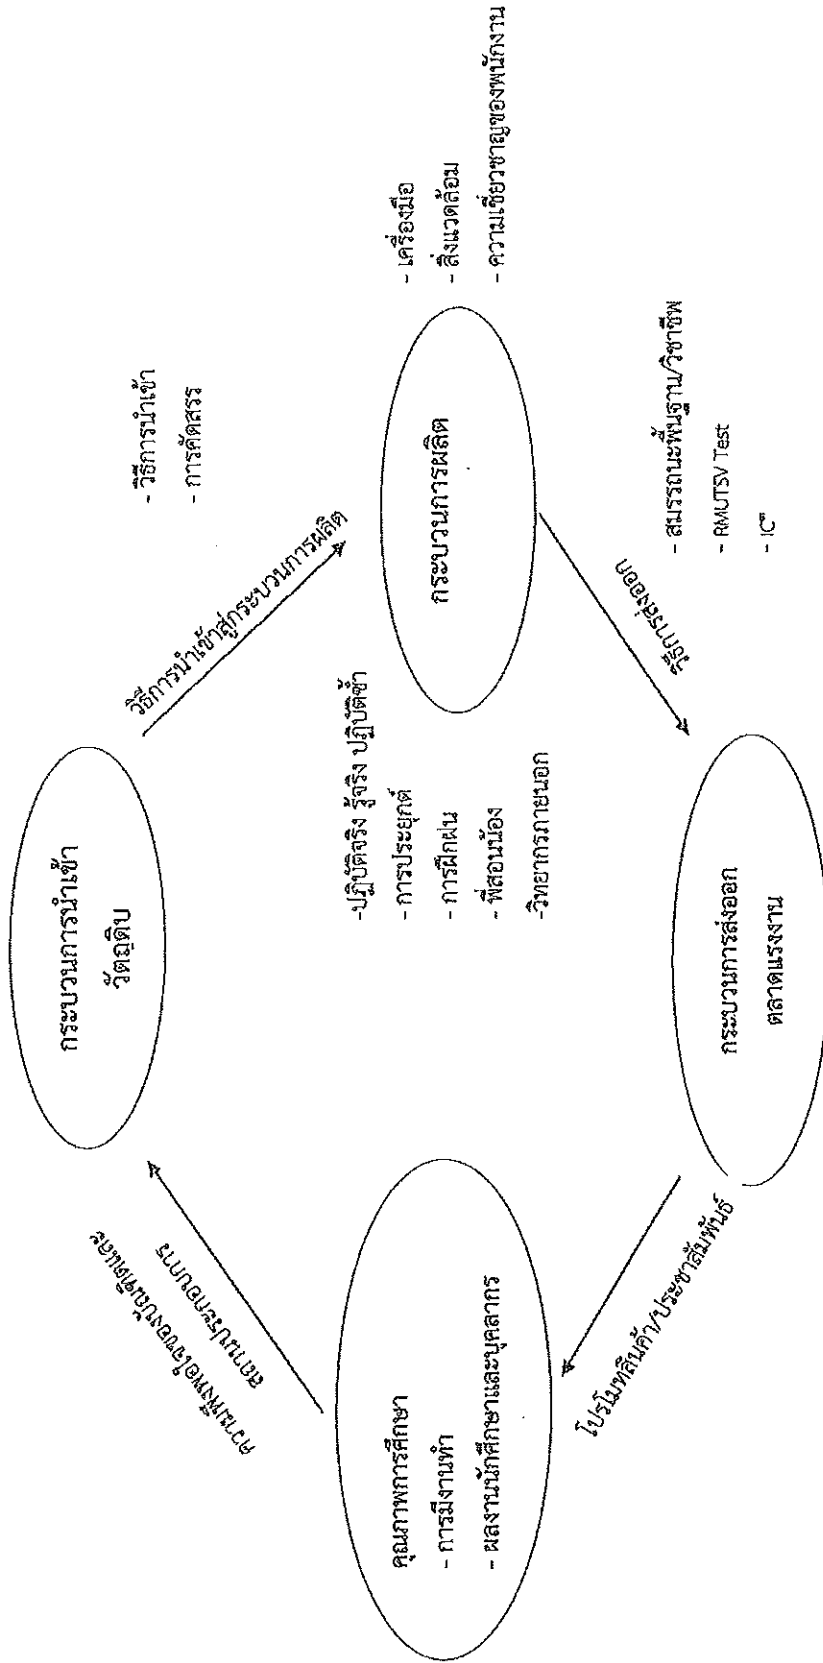 กระบวนการนำเข้า
วัตถุดิบ
วิธีการนำเข้าสู่กระบวนการผลิต
- วิธีการนำเข้า
- การคัดสรร
กระบวนการผลิต
- เครื่องมือ
- สิ่งแวดล้อม
- ความเชี่ยวชาญของพนักงาน
-ปฏิบัติจริง รู้จริง ปฏิบัติซ้ำ
- การประยุกต์
- การฝึกฝน
- พี่สอนน้อง
-วิทยากรภายนอก
วิธีการส่งออก
- สมรรถนะพื้นฐาน/วิชาชีพ
- RMUTSV Test
กระบวนการส่งออก
ตลาดแรงงาน
โปรโมทสินค้า/ประชาสัมพันธ์
คุณภาพการศึกษา
- การมีงานทำ
- ผลงานนักศึกษาและบุคลากร
ความพึงพอใจของบัณฑิตและ
สถานประกอบการ